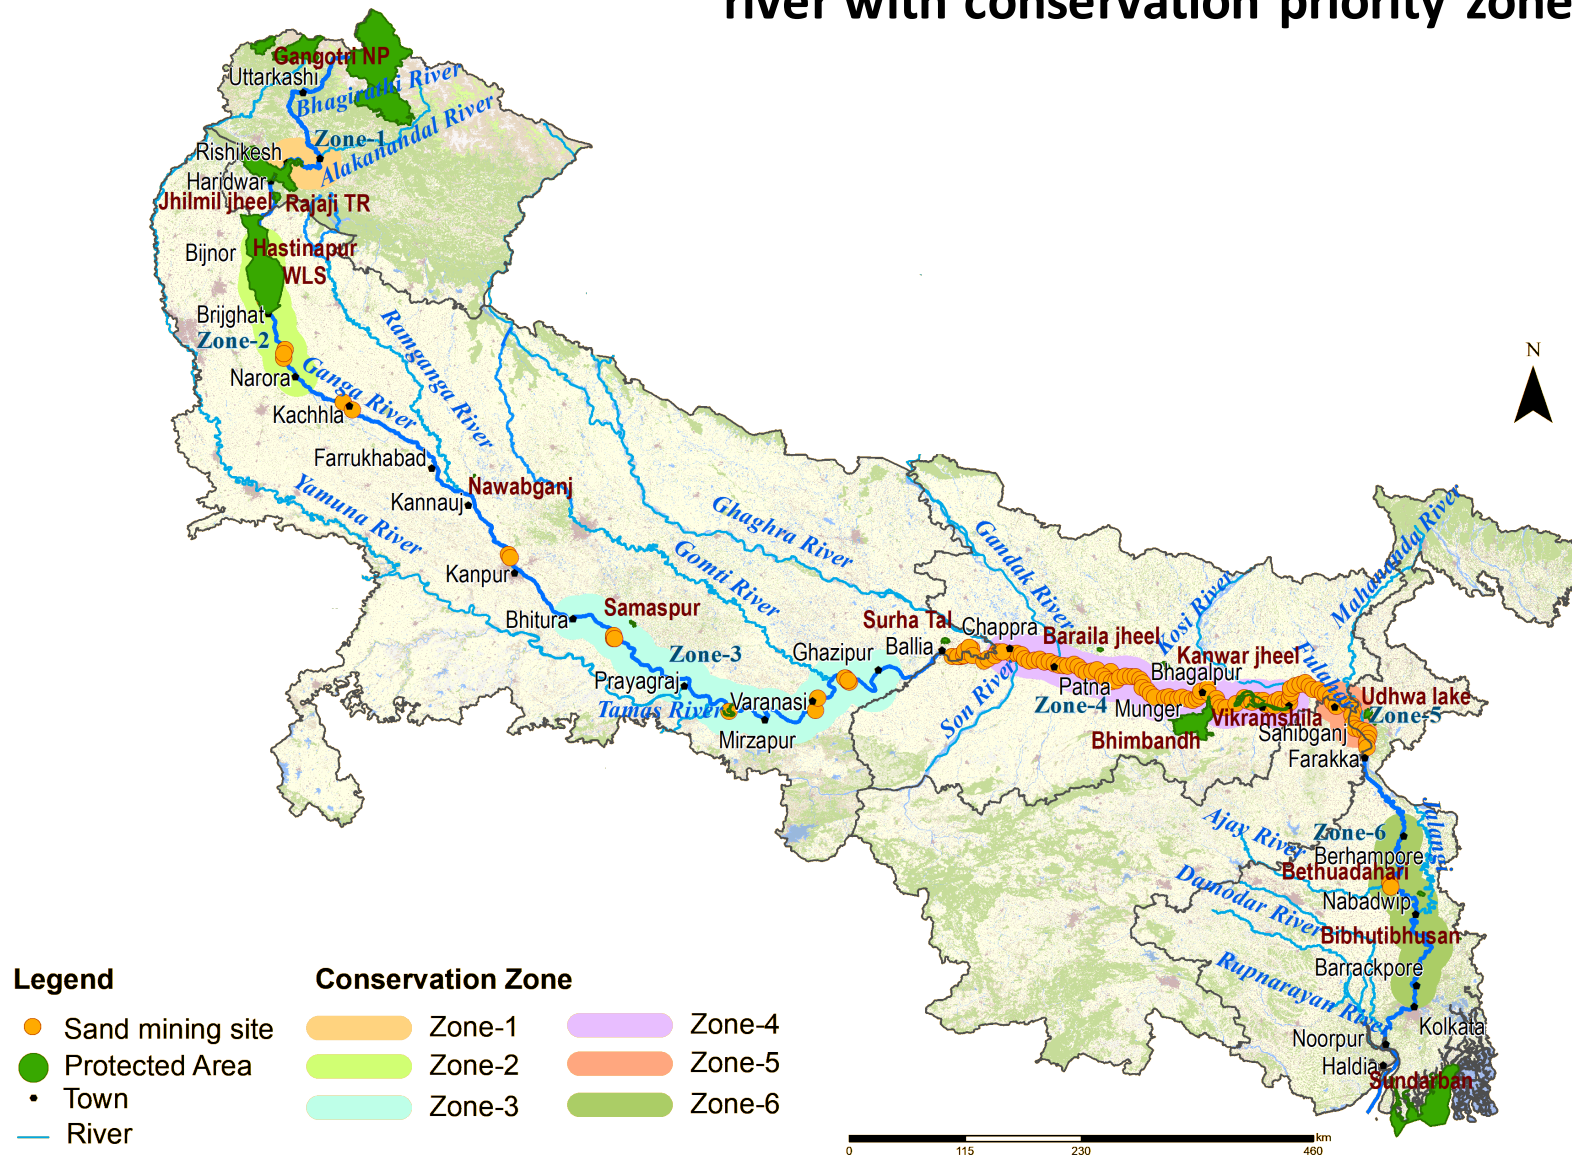 river with conservation priority zone
Gangotri NP
Uttarkashi
Bhagirathi River
Zone-1
Alakanandal River
Rishikesh
Haridwar
Jhilmil jheel
Rajaji TR
Bijnor
Hastinapur
WLS
Brijghat
Zone-2
Narora
Ganga River
Ramganga River
Kachhla
Farrukhabad
Kannauj
Nawabganj
Yamuna River
Kanpur
Ghaghra River
Gomti River
Gandak River
Kosi River
Mahananda River
N
Bhitura
Samaspur
Zone-3
Surha Tal
Chappra
Baraila jheel
Ballia
Ghazipur
Kanwar jheel
Bhagalpur
Fulahar
Prayagraj
Patna
Varanasi
Tamas River
Zone-4
Munger
Udhwa lake
Vikramshila
Zone-5
Son River
Mirzapur
Bhimbandh
Sahibganj
Farakka
Jalangi
Ajay River
Zone-6
Berhampore
Bethuadahari
Damodar River
Nabadwip
Bibhutibhusan
Barrackpore
Rupnarayan River
Kolkata
Noorpur
Haldia
Sundarban
Legend
Sand mining site
Protected Area
Town
River
Conservation Zone
Zone-1
Zone-2
Zone-3
Zone-4
Zone-5
Zone-6
km
0 115 230 460